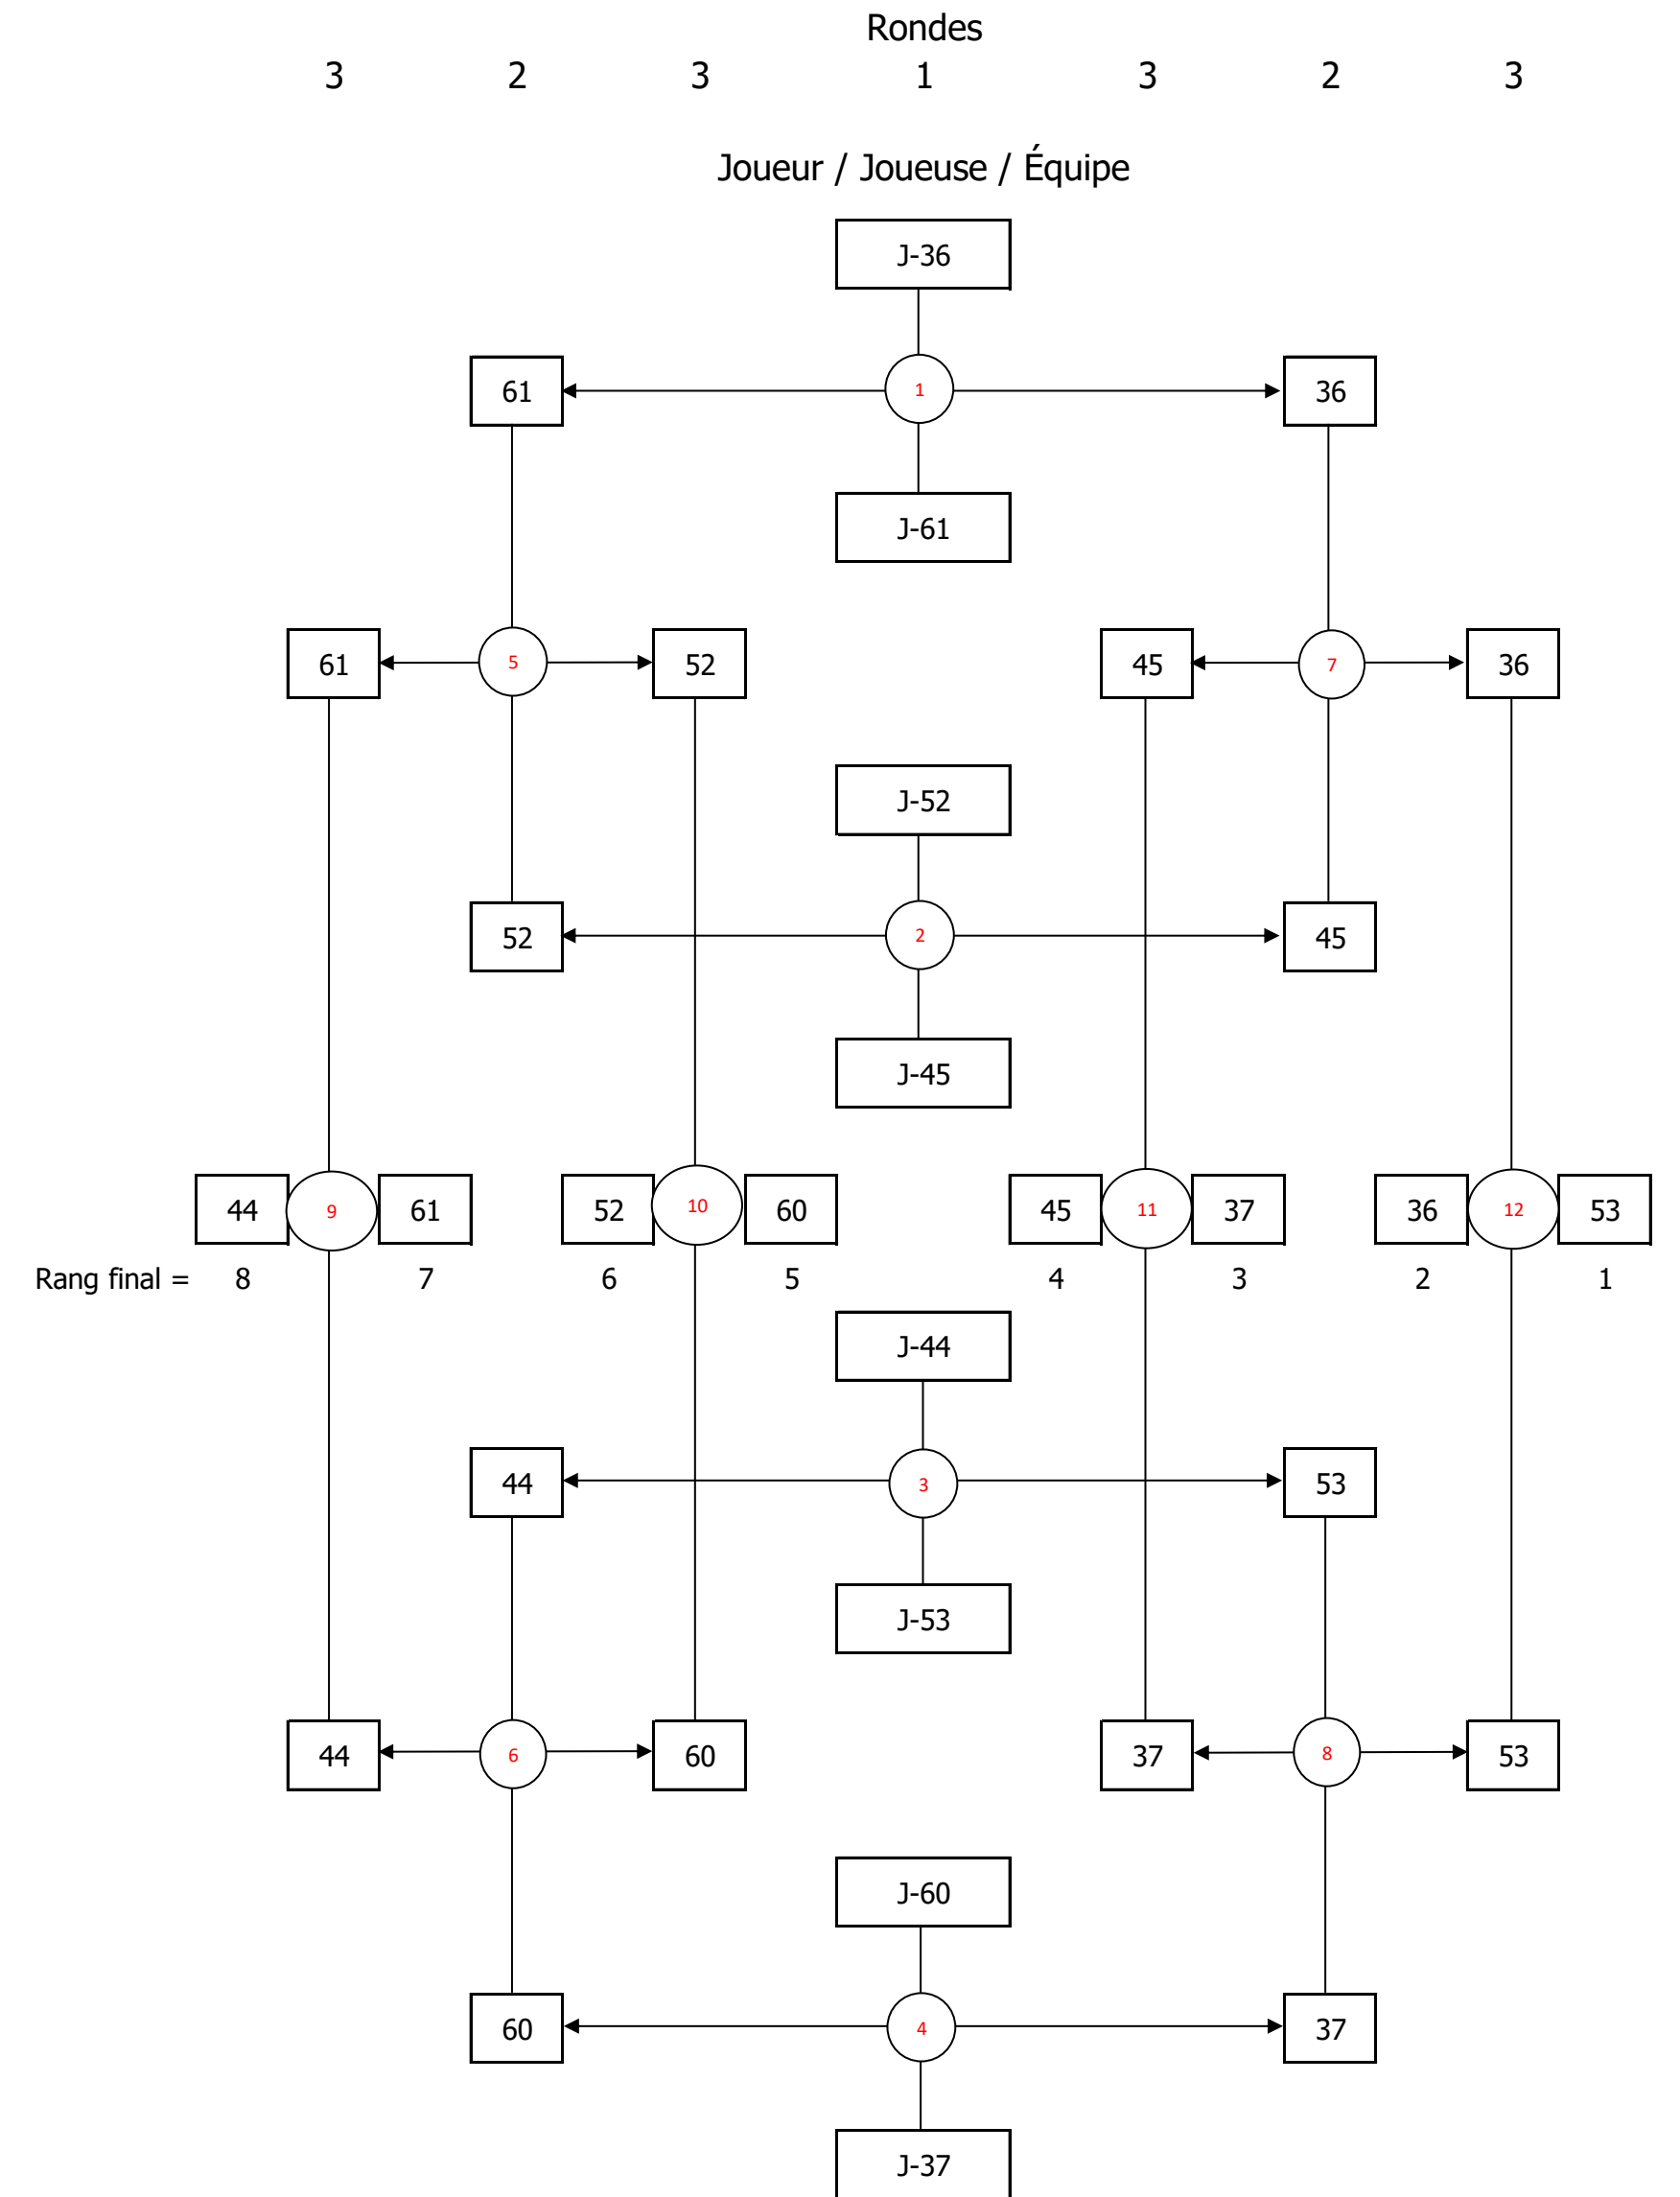 Rondes
3 2 3 1 3 2 3
Joueur / Joueuse / Équipe
J-36
61 1 36
J-61
61 5 52 45 7 36
J-52
52 2 45
J-45
44 9 61 52 10 60 45 11 37 36 12 53
Rang final = 8 7 6 5 4 3 2 1
J-44
44 3 53
J-53
44 6 60 37 8 53
J-60
60 4 37
J-37